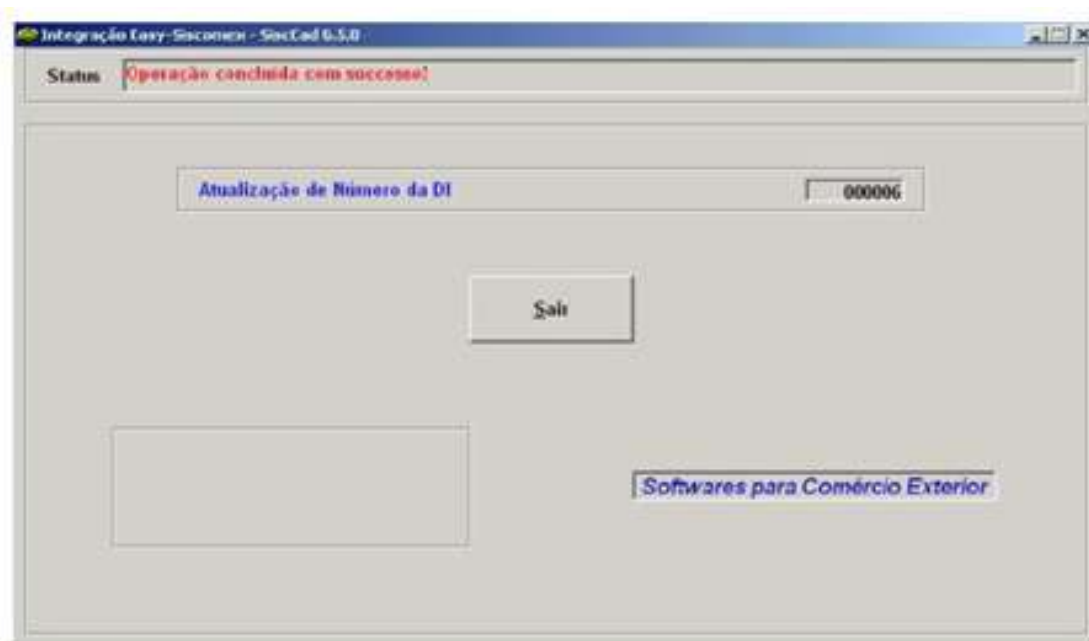 Integração Easy-Siscomex - SiscCad 6.5.0
Status Operação concluída com successo!
Atualização de Número da DI 000006
Sair
Softwares para Comércio Exterior